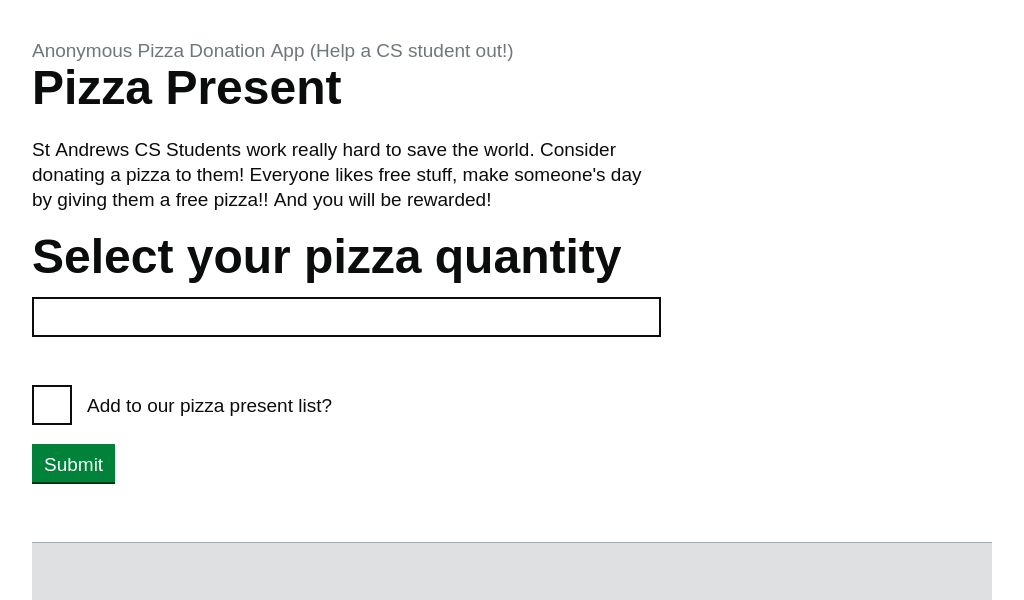 Anonymous Pizza Donation App (Help a CS student out!)
Pizza Present
St Andrews CS Students work really hard to save the world. Consider
donating a pizza to them! Everyone likes free stuff, make someone's day
by giving them a free pizza!! And you will be rewarded!
Select your pizza quantity
Add to our pizza present list?
Submit